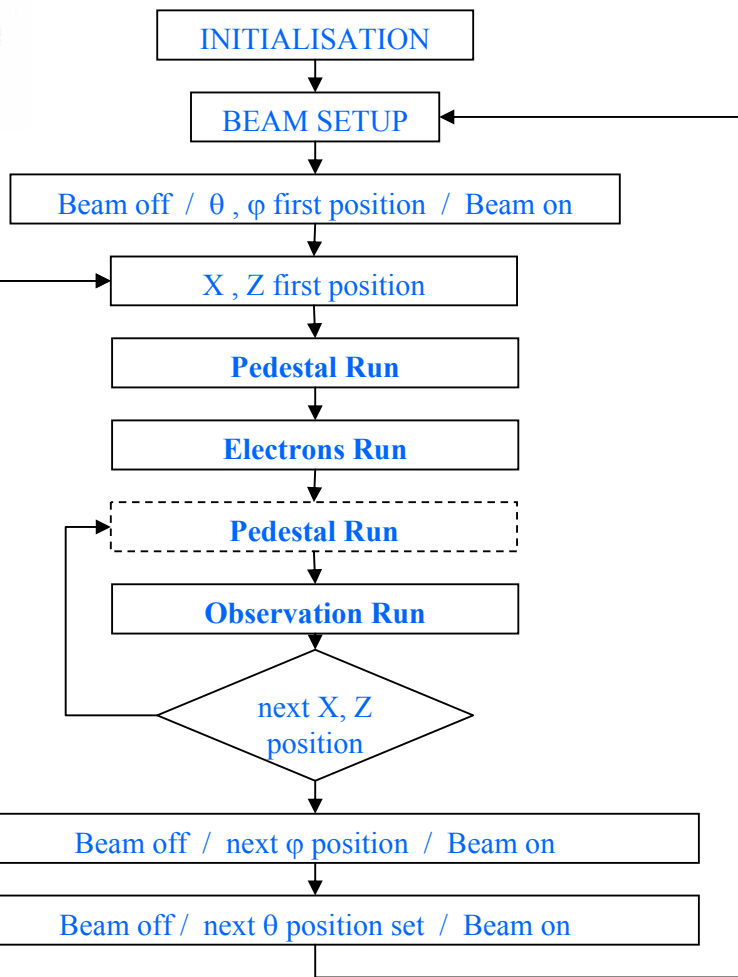 INITIALISATION
BEAM SETUP
Beam off / θ , φ first position / Beam on
X , Z first position
Pedestal Run
Electrons Run
Pedestal Run
Observation Run
next X, Z
position
Beam off / next φ position / Beam on
Beam off / next θ position set / Beam on